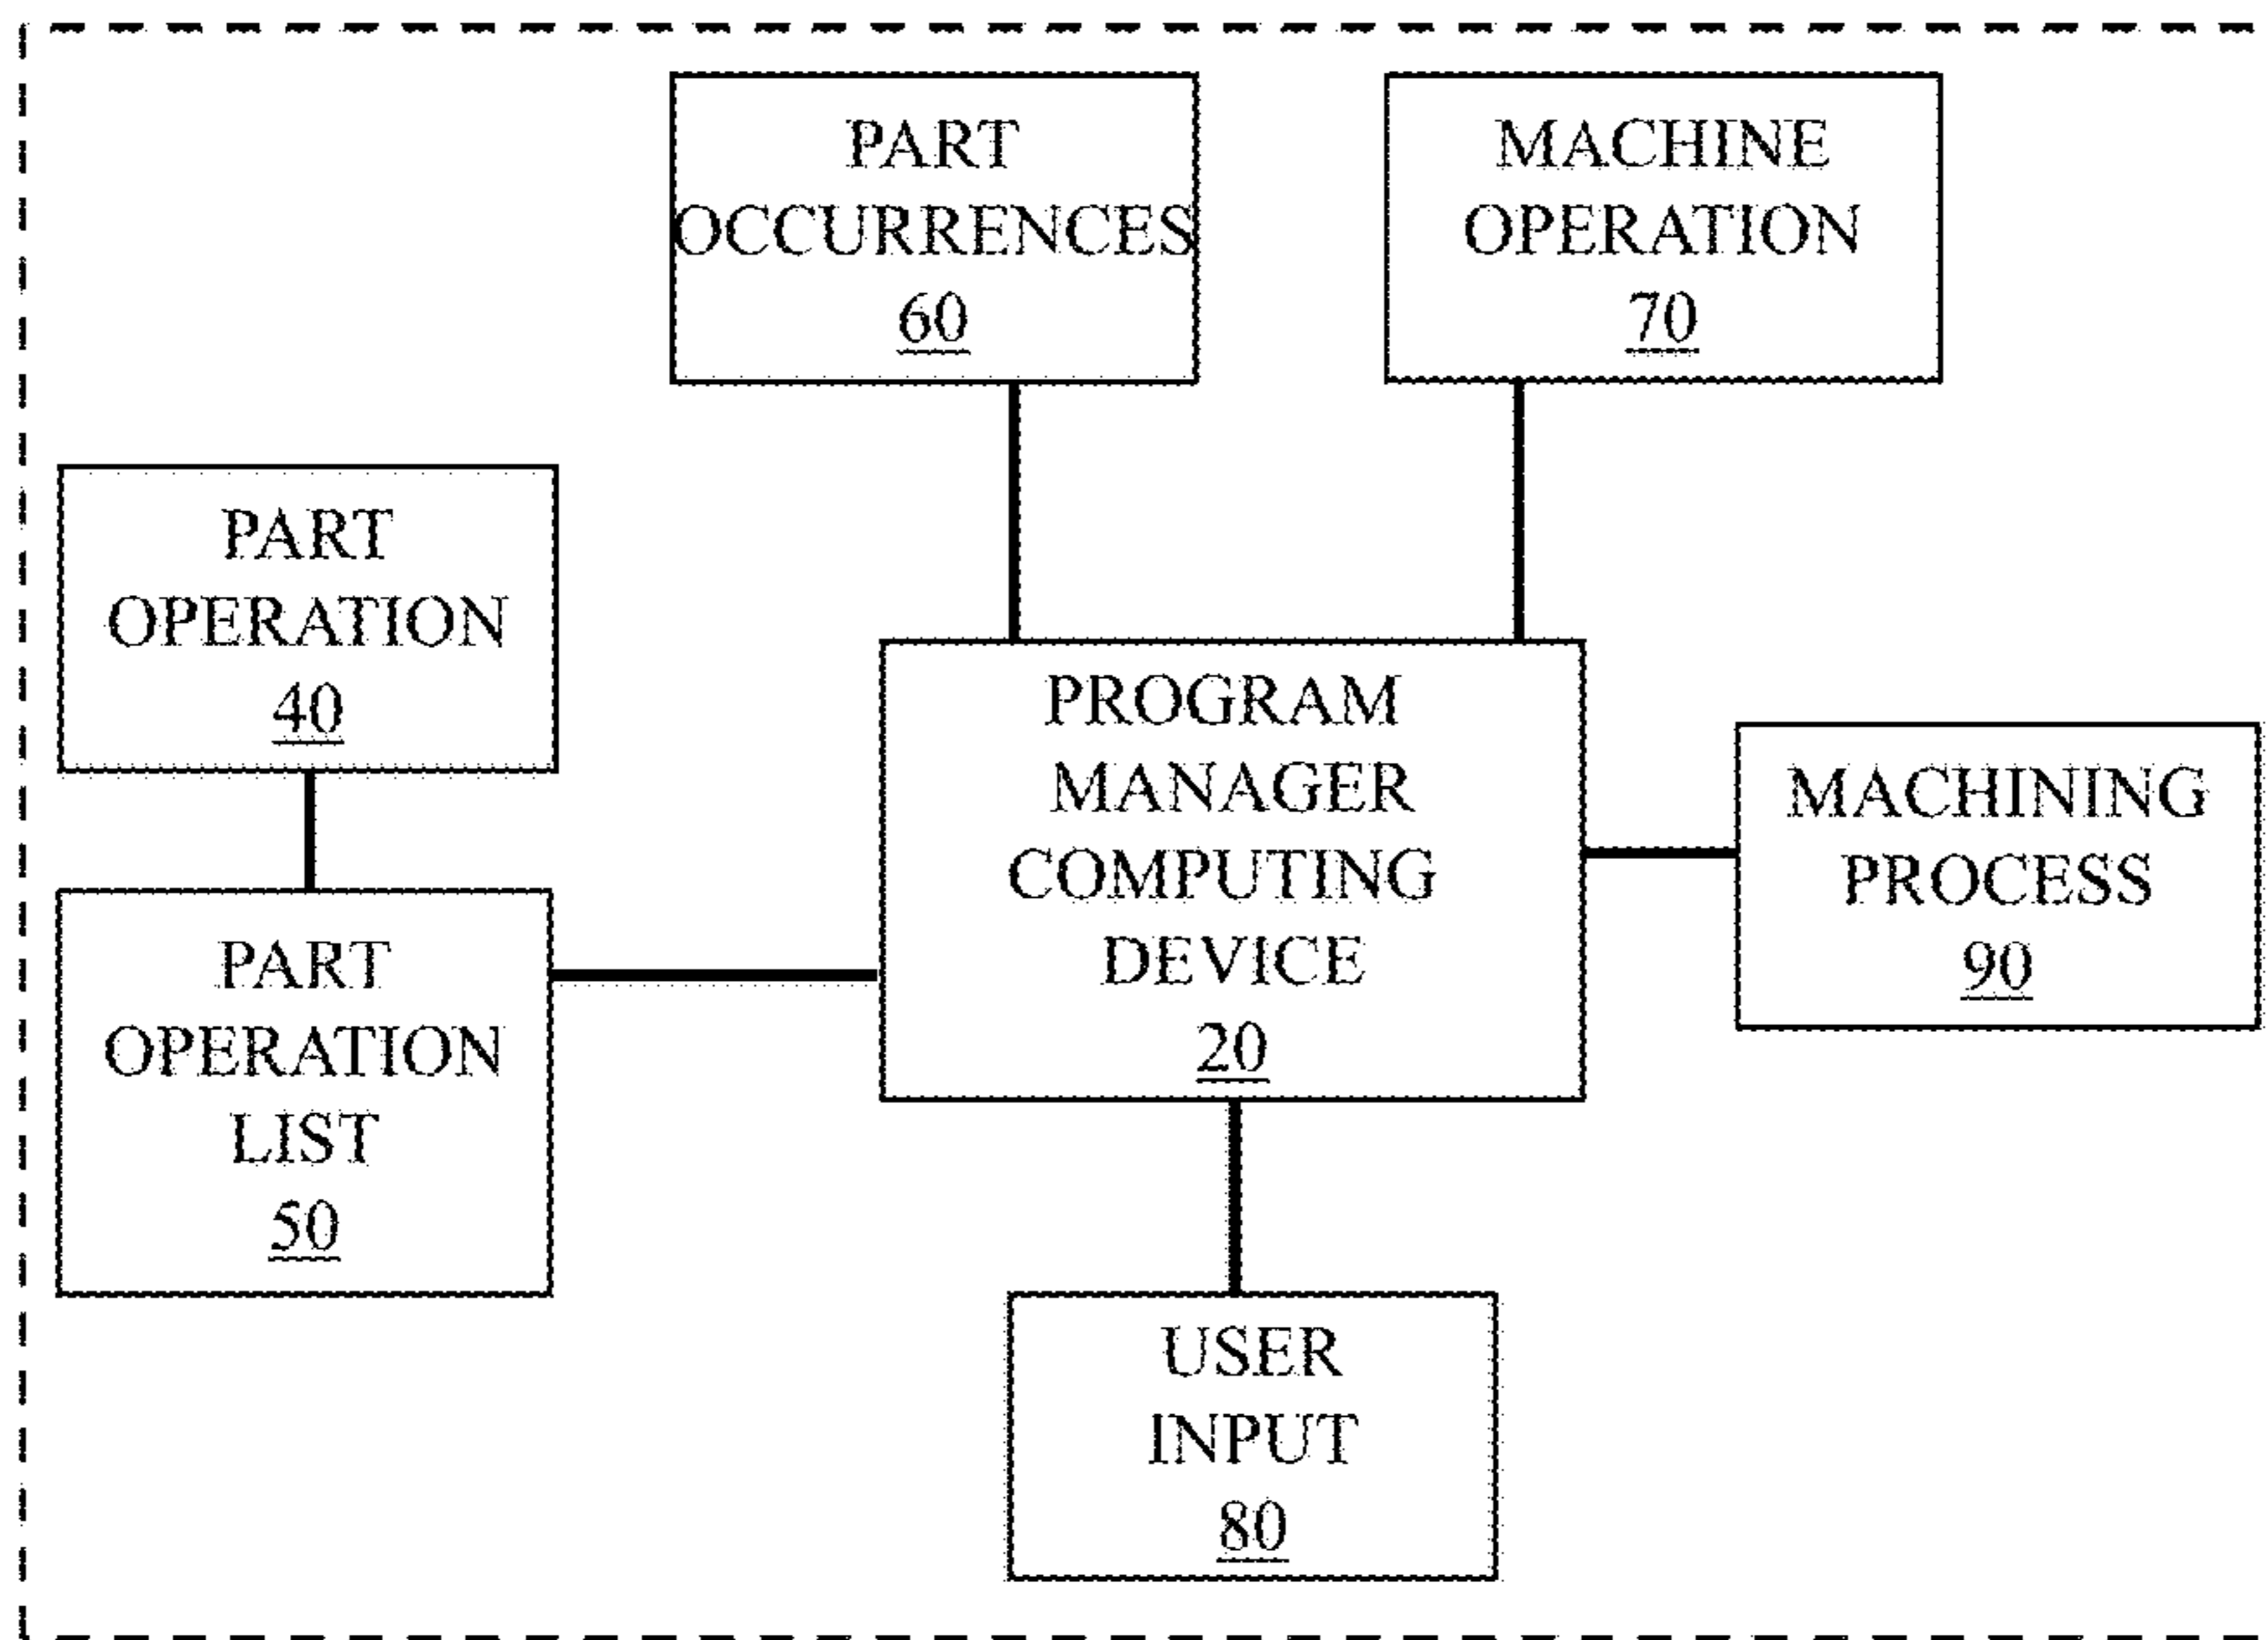 PART
OCCURRENCES
60
MACHINE
OPERATION
70
PART
OPERATION
40
PROGRAM
MANAGER
COMPUTING
DEVICE
20
MACHINING
PROCESS
90
PART
OPERATION
LIST
50
USER
INPUT
80